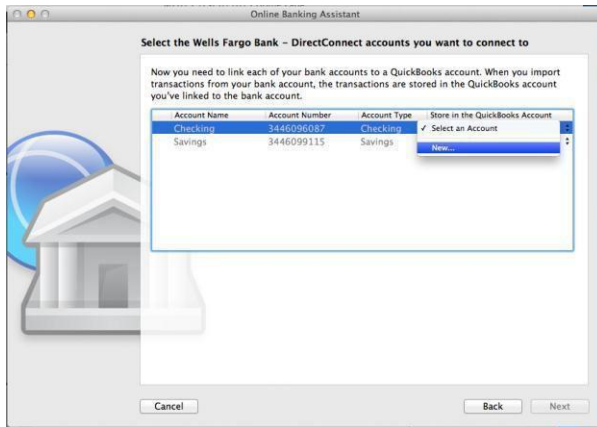 Online Banking Assistant
Select the Wells Fargo Bank – DirectConnect accounts you want to connect to
Now you need to link each of your bank accounts to a QuickBooks account. When you import
transactions from your bank account, the transactions are stored in the QuickBooks account
you've linked to the bank account.
Account Name Account Number Account Type Store in the QuickBooks Account
Checking 3446096087 Checking ✓ Select an Account
New...
Savings 3446099115 Savings
Cancel Back Next